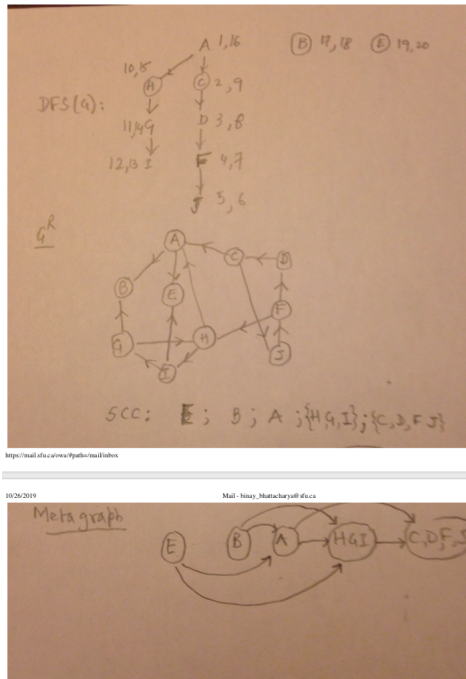 A 1,16
B 17,18 E 19,20
10,15
H C 2,9
DFS(G):
11,14 G D 3,8
12,13 I F 4,7
J 5,6
G^R
A
C D
B
E
F
G H
J
I
SCC: E; B; A; {H,G,I}; {C,D,F J}
https://mail.sfu.ca/owa/#path=/mail/inbox
10/26/2019 Mail - binay_bhattacharya@sfu.ca
Meta graph
E B A HGI C,D,F,J